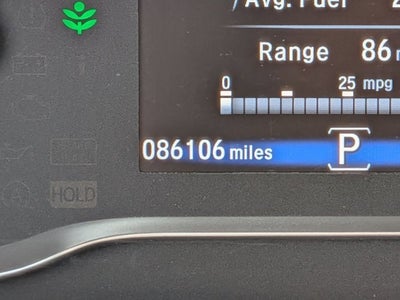 Avg. Fuel
Range 86
0 25 mpg
086106 miles P
HOLD